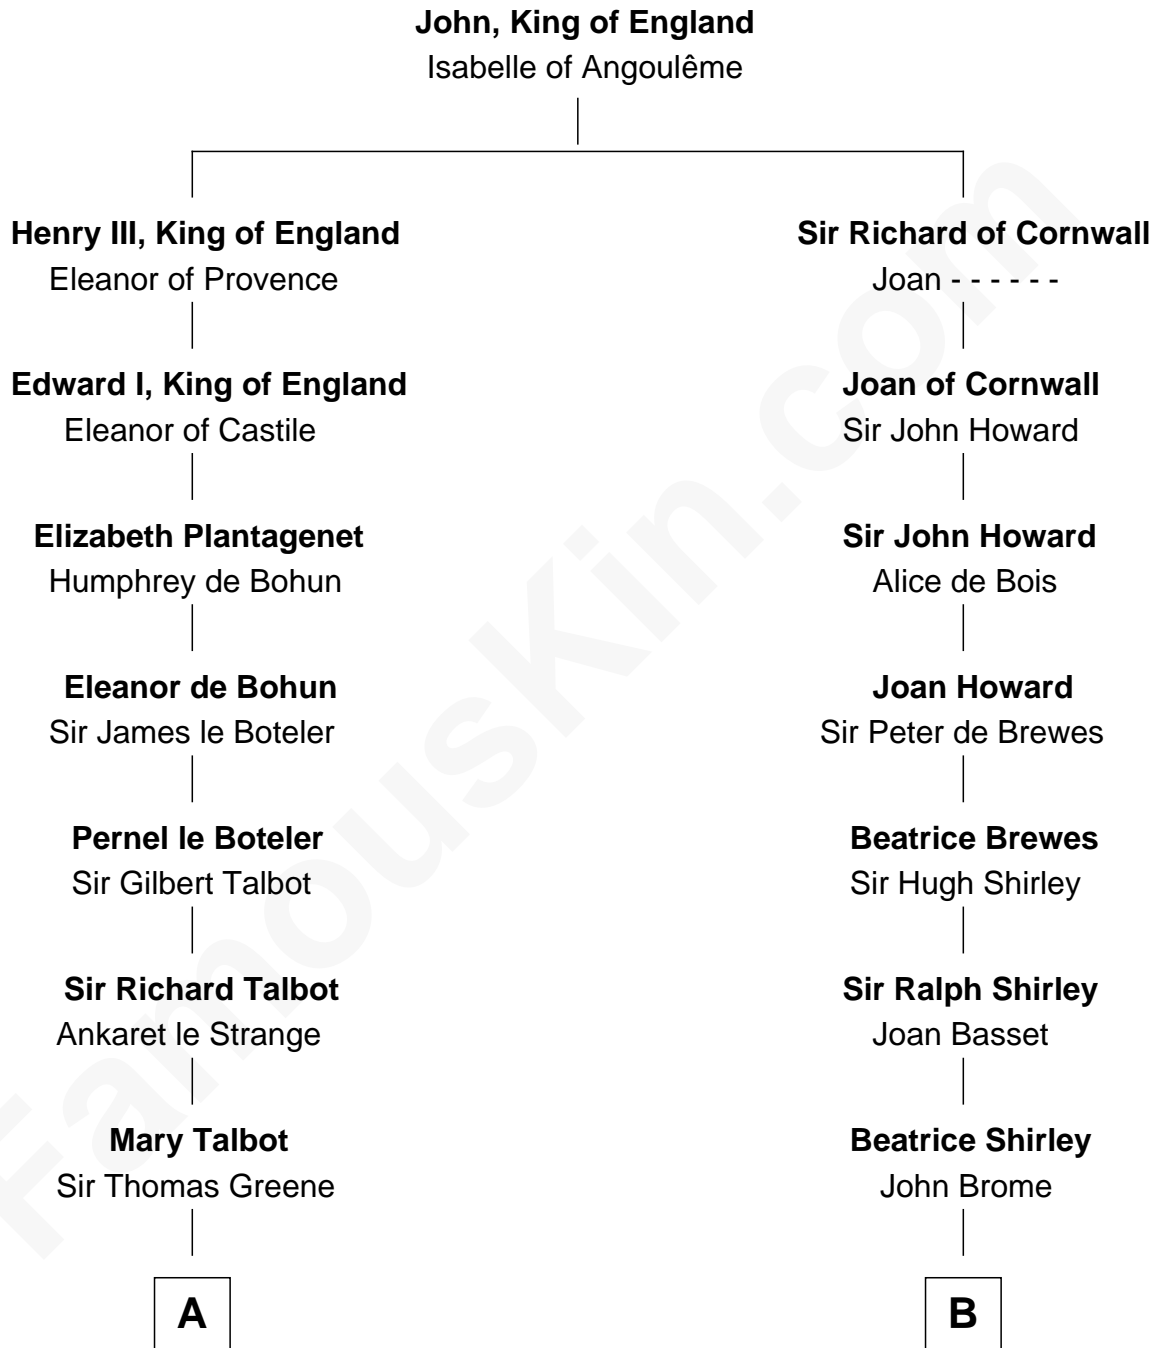 John, King of England
Isabelle of Angoulême
Henry III, King of England
Eleanor of Provence
Sir Richard of Cornwall
Joan - - - - - -
Edward I, King of England
Eleanor of Castile
Joan of Cornwall
Sir John Howard
Elizabeth Plantagenet
Humphrey de Bohun
Sir John Howard
Alice de Bois
Eleanor de Bohun
Sir James le Boteler
Joan Howard
Sir Peter de Brewes
Pernel le Boteler
Sir Gilbert Talbot
Beatrice Brewes
Sir Hugh Shirley
Sir Richard Talbot
Ankaret le Strange
Sir Ralph Shirley
Joan Basset
Mary Talbot
Sir Thomas Greene
Beatrice Shirley
John Brome
A
B
FamousKin.com